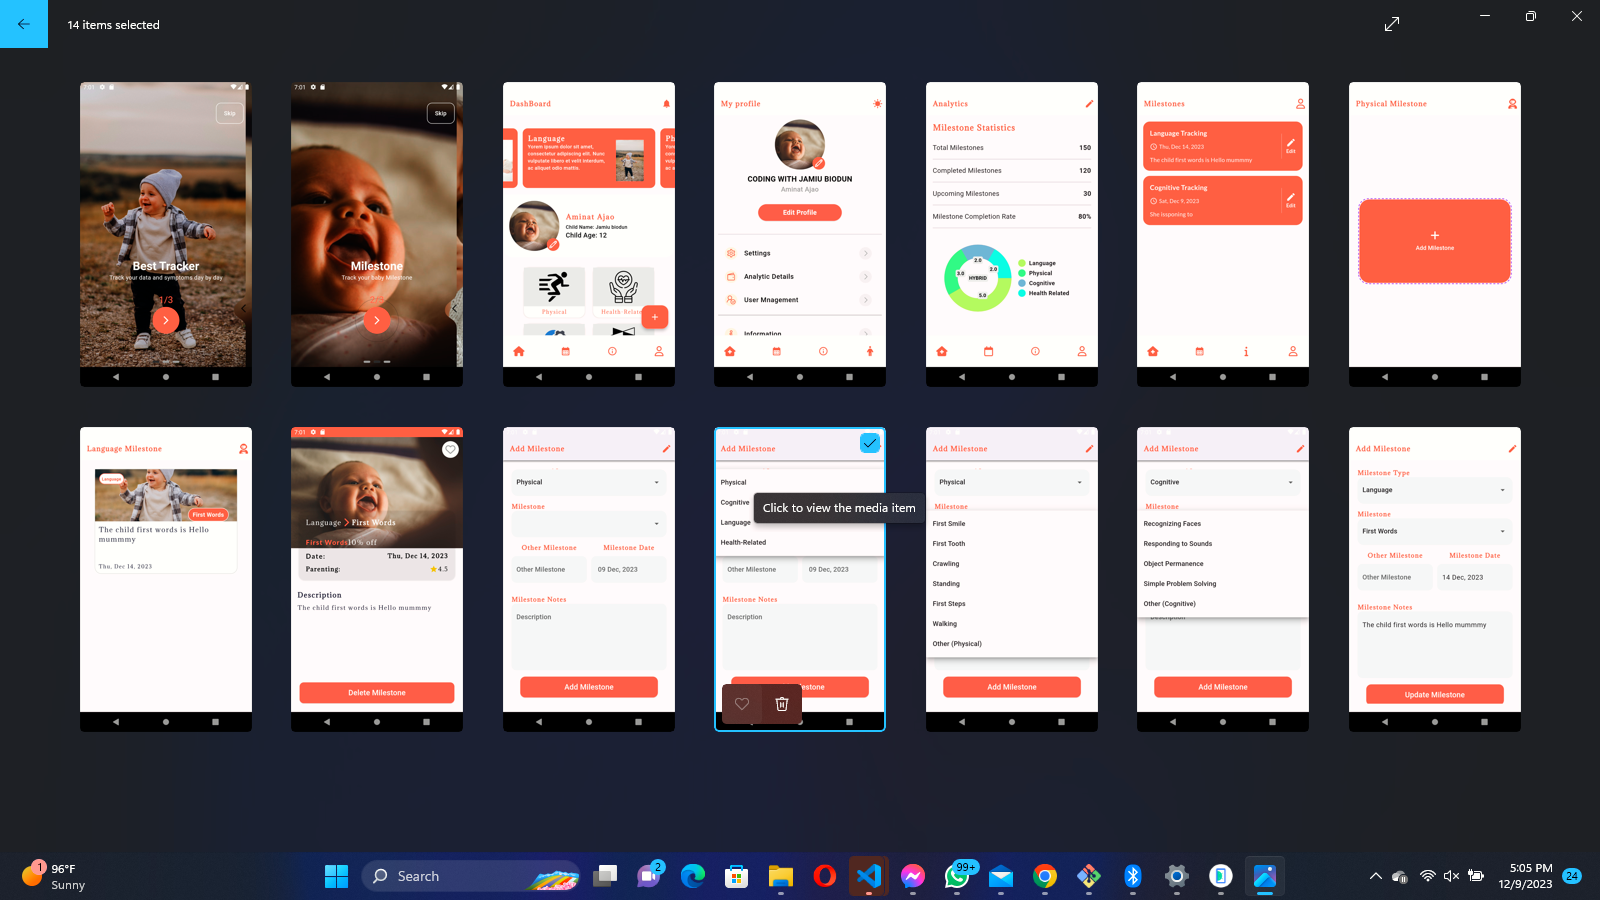 14 items selected
7:01
Skip
Best Tracker
Track your data and symptoms day by day
1/3
7:01
Skip
Milestone
Track your baby Milestone
DashBoard
Language
Yorem ipsum dolor sit amet,
consectetur adipiscing elit. Nunc
vulputate libero et velit interdum,
ac aliquet odio mattis.
Aminat Ajao
Child Name: Jamiu biodun
Child Age: 12
Physical
Health Relate
+
My profile
CODING WITH JAMIU BIODUN
Aminat Ajao
Edit Profile
Settings
Analytic Details
User Mnagement
Information
Analytics
Milestone Statistics
Total Milestones 150
Completed Milestones 120
Upcoming Milestones 30
Milestone Completion Rate 80%
2.0
3.0
2.0
HYBRID
5.0
Language
Physical
Cognitive
Health Related
Milestones
Language Tracking
Thu, Dec 14, 2023
The child first words is Hello mummmy
Edit
Cognitive Tracking
Sat, Dec 9, 2023
She issponing to
Edit
Physical Milestone
+
Add Milestone
Language Milestone
Language
First Words
The child first words is Hello
mummmy
Thu, Dec 14, 2023
7:01
Language > First Words
First Words10% off
Date: Thu, Dec 14, 2023
Parenting: 4.5
Description
The child first words is Hello mummmy
Delete Milestone
Add Milestone
Physical
Milestone
Other Milestone Milestone Date
Other Milestone 09 Dec, 2023
Milestone Notes
Description
Add Milestone
Add Milestone
Physical
Cognitive
Language
Health-Related
Click to view the media item
Other Milestone 09 Dec, 2023
Milestone Notes
Description
stone
Add Milestone
Physical
Milestone
First Smile
First Tooth
Crawling
Standing
First Steps
Walking
Other (Physical)
Add Milestone
Add Milestone
Cognitive
Milestone
Recognizing Faces
Responding to Sounds
Object Permanence
Simple Problem Solving
Other (Cognitive)
Description
Add Milestone
Add Milestone
Milestone Type
Language
Milestone
First Words
Other Milestone Milestone Date
Other Milestone 14 Dec, 2023
Milestone Notes
The child first words is Hello mummmy
Update Milestone
1
96°F
Sunny
Search
2
99+
5:05 PM
12/9/2023
24